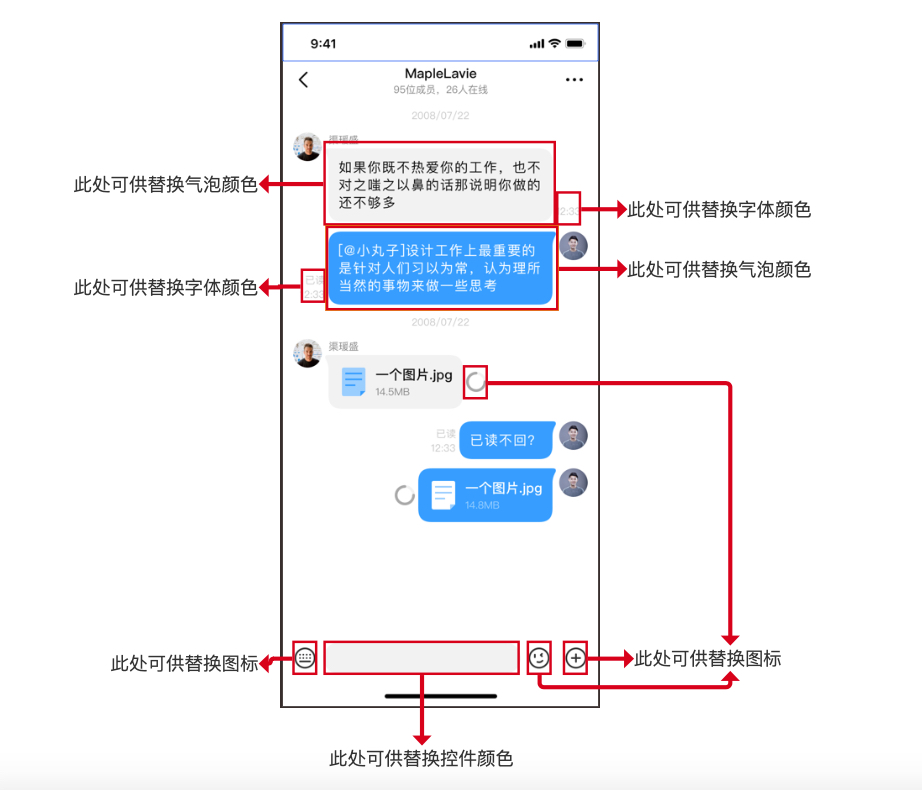 9:41
MapleLavie
95位成员，26人在线
2008/07/22
渠瑗盛
如果你既不热爱你的工作，也不
对之嗤之以鼻的话那说明你做的
还不够多
此处可供替换气泡颜色
12:33
此处可供替换字体颜色
[@小丸子]设计工作上最重要的
是针对人们习以为常，认为理所
当然的事物来做一些思考
此处可供替换气泡颜色
已读
12:33
此处可供替换字体颜色
2008/07/22
渠瑗盛
一个图片.jpg
14.5MB
已读
12:33
已读不回？
一个图片.jpg
14.8MB
此处可供替换图标
此处可供替换图标
此处可供替换控件颜色